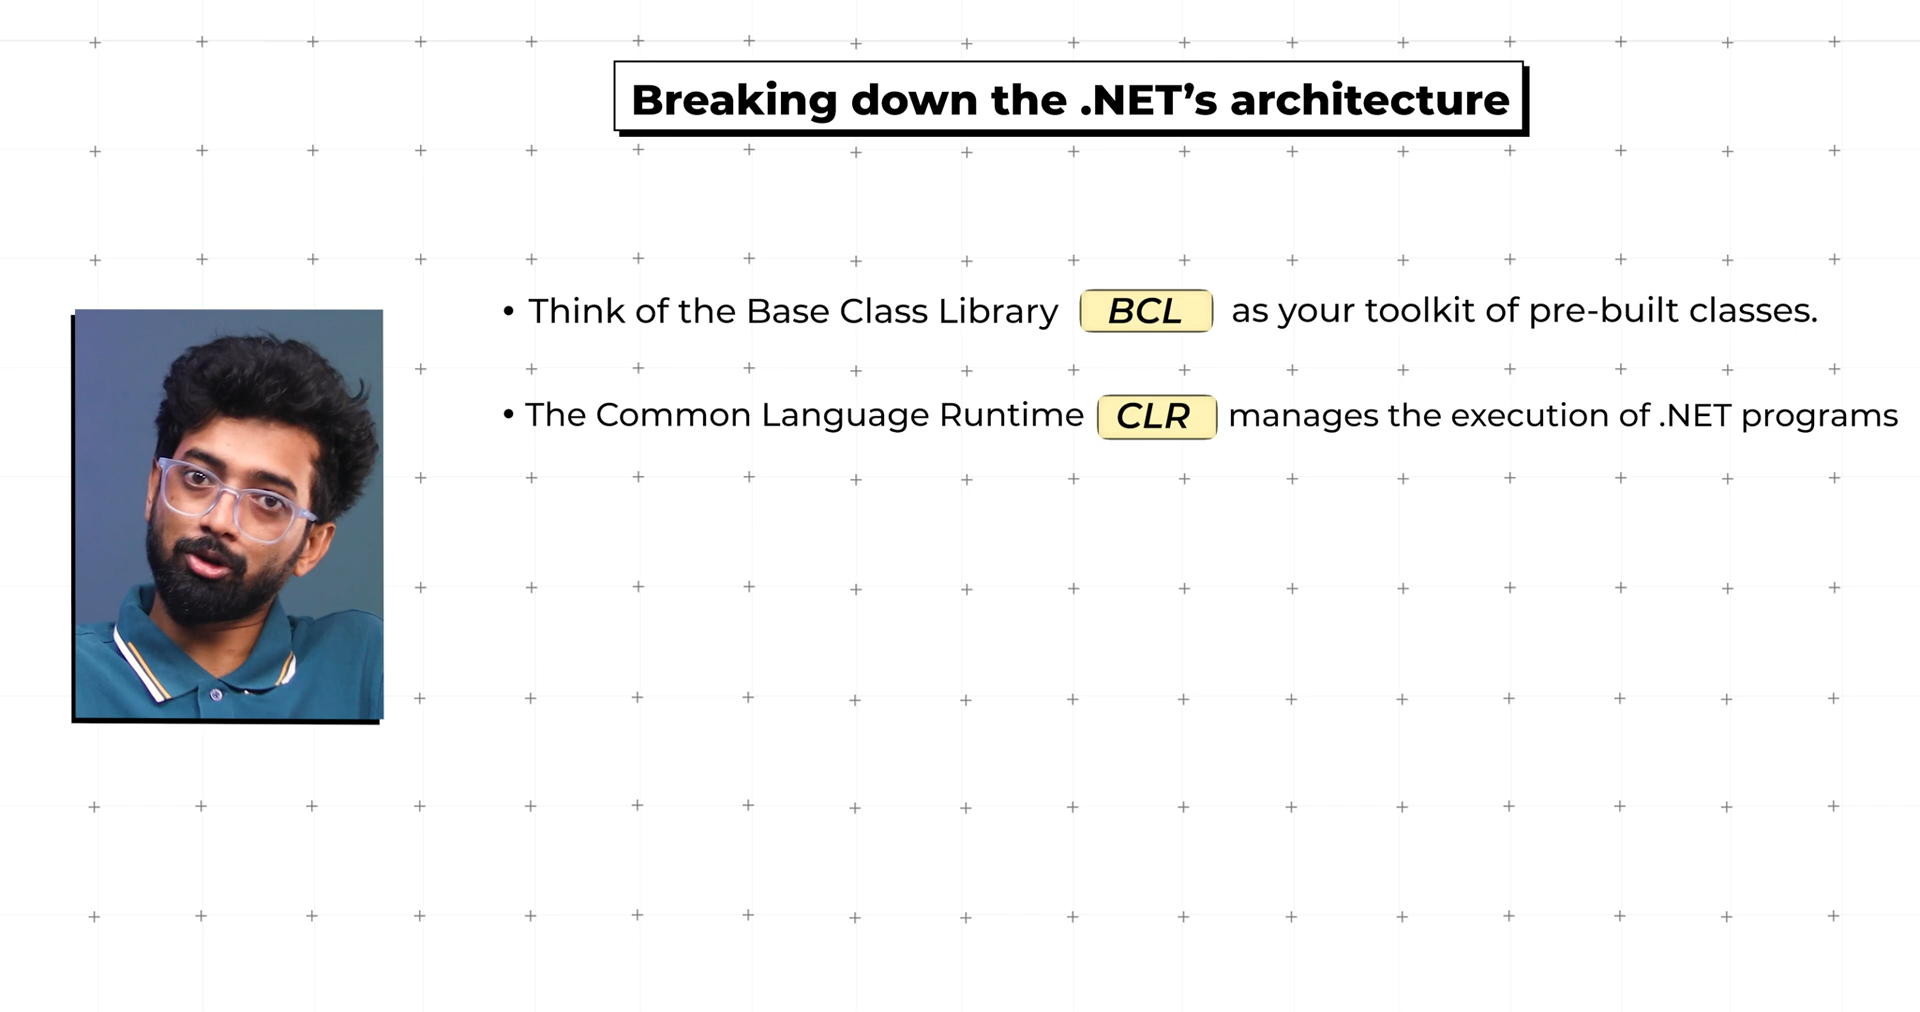 Breaking down the .NET’s architecture
• Think of the Base Class Library BCL as your toolkit of pre-built classes.
• The Common Language Runtime CLR manages the execution of .NET programs